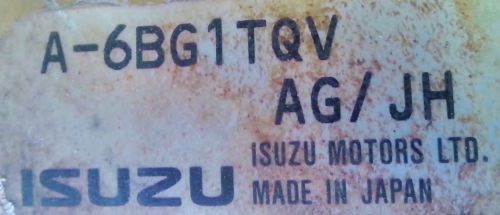 A-6BG1TQV
AG/JH
ISUZU MOTORS LTD.
ISUZU MADE IN JAPAN